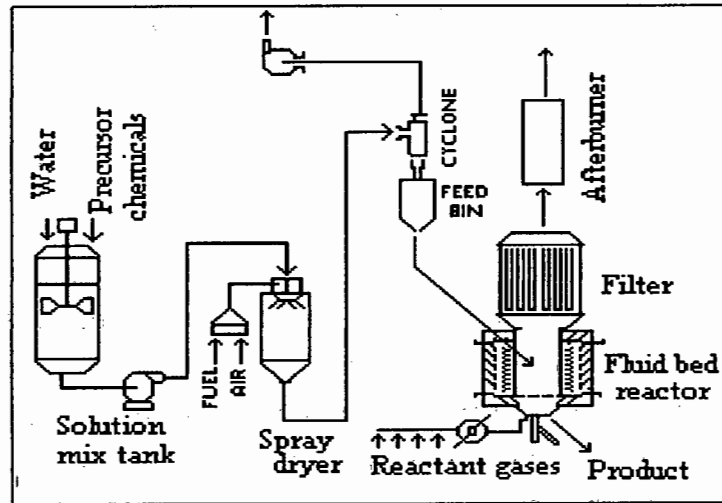 Water
Precursor
chemicals
CYCLONE
FEED
BIN
Afterburner
Filter
Fluid bed
reactor
FUEL
AIR
Solution
mix tank
Spray
dryer
Reactant gases
Product